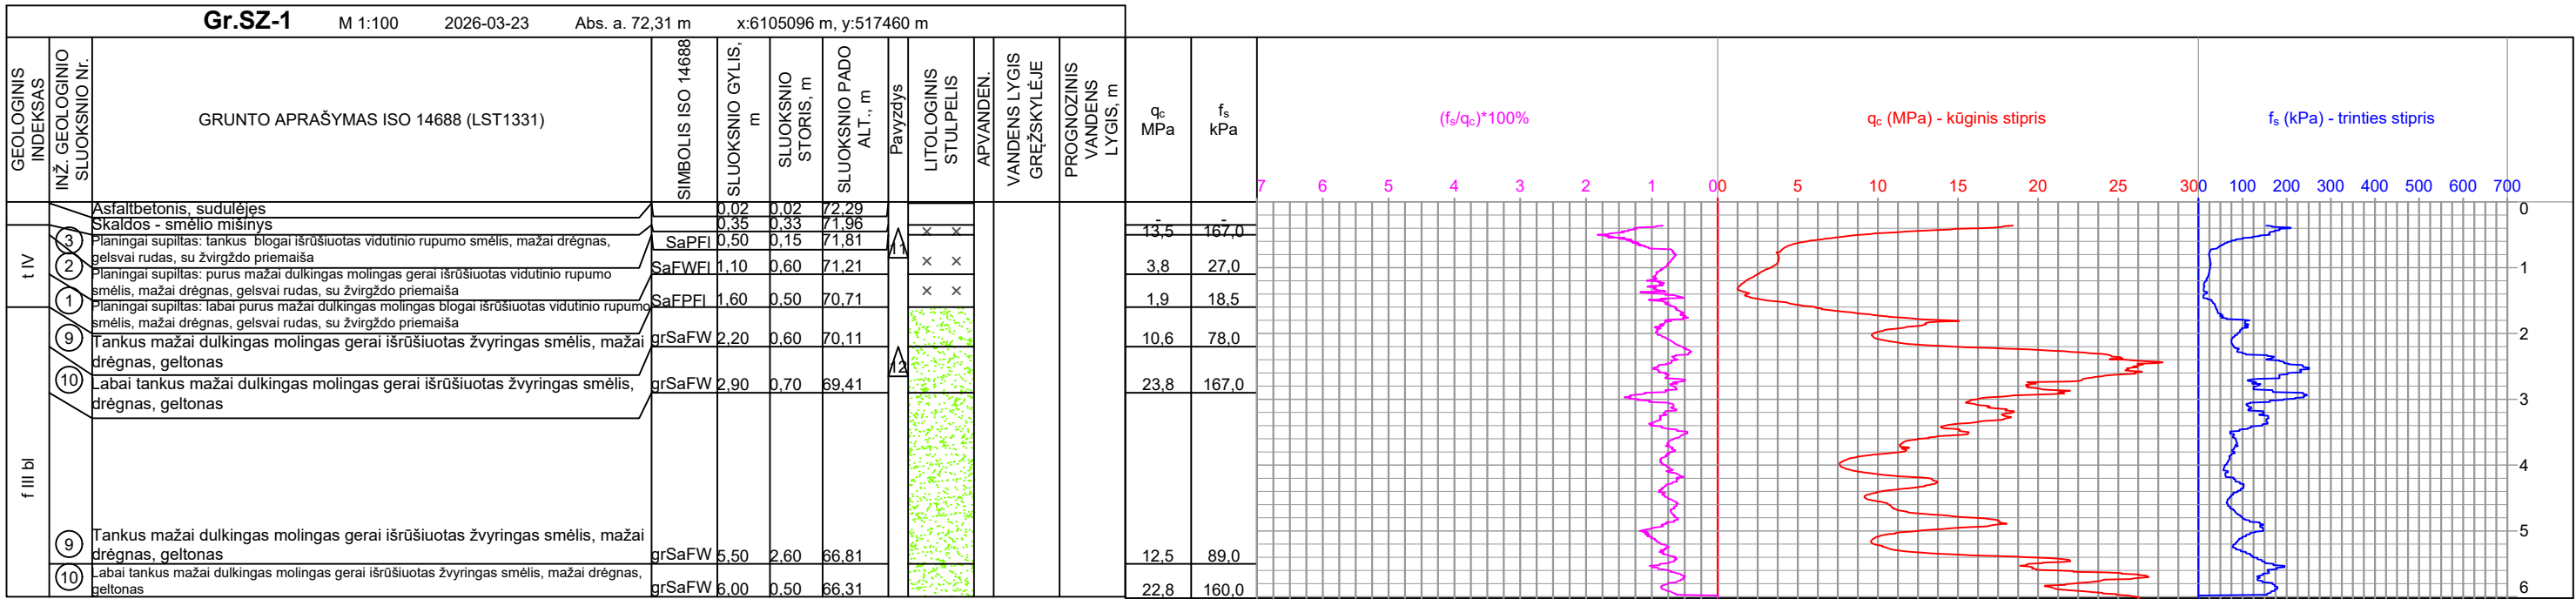 Gr.SZ-1 M 1:100 2026-03-23 Abs. a. 72,31 m x:6105096 m, y:517460 m
GEOLOGINIS INDEKSAS
INŽ. GEOLOGINIO SLUOKSNIO Nr.
GRUNTO APRAŠYMAS ISO 14688 (LST1331)
SIMBOLIS ISO 14688
SLUOKSNIO GYLIS, m
SLUOKSNIO STORIS, m
SLUOKSNIO PADO ALT., m
Pavyzdys
LITOLOGINIS STULPELIS
APVANDEN.
VANDENS LYGIS GRĘŽSKYLĖJE
PROGNOZINIS VANDENS LYGIS, m
qc MPa
fs kPa
(fs/qc)*100%
qc (MPa) - kūginis stipris
fs (kPa) - trinties stipris
7 6 5 4 3 2 1 0
0 5 10 15 20 25 30
0 100 200 300 400 500 600 700
Asfaltbetonis, sudulėjęs 0,02 0,02 72,29
Skaldos - smėlio mišinys 0,35 0,33 71,96 - -
t IV
3 Planingai supiltas: tankus blogai išrūšiuotas vidutinio rupumo smėlis, mažai drėgnas,
gelsvai rudas, su žvirgždo priemaiša SaPFI 0,50 0,15 71,81 11 13,5 167,0
2 Planingai supiltas: purus mažai dulkingas molingas gerai išrūšiuotas vidutinio rupumo
smėlis, mažai drėgnas, gelsvai rudas, su žvirgždo priemaiša SaFWFI 1,10 0,60 71,21 3,8 27,0
1 Planingai supiltas: labai purus mažai dulkingas molingas blogai išrūšiuotas vidutinio rupumo
smėlis, mažai drėgnas, gelsvai rudas, su žvirgždo priemaiša SaFPFI 1,60 0,50 70,71 1,9 18,5
f III bl
9 Tankus mažai dulkingas molingas gerai išrūšiuotas žvyringas smėlis, mažai
drėgnas, geltonas grSaFW 2,20 0,60 70,11 12 10,6 78,0
10 Labai tankus mažai dulkingas molingas gerai išrūšiuotas žvyringas smėlis,
drėgnas, geltonas grSaFW 2,90 0,70 69,41 23,8 167,0
9 Tankus mažai dulkingas molingas gerai išrūšiuotas žvyringas smėlis, mažai
drėgnas, geltonas grSaFW 5,50 2,60 66,81 12,5 89,0
10 Labai tankus mažai dulkingas molingas gerai išrūšiuotas žvyringas smėlis, mažai drėgnas,
geltonas grSaFW 6,00 0,50 66,31 22,8 160,0
0
1
2
3
4
5
6